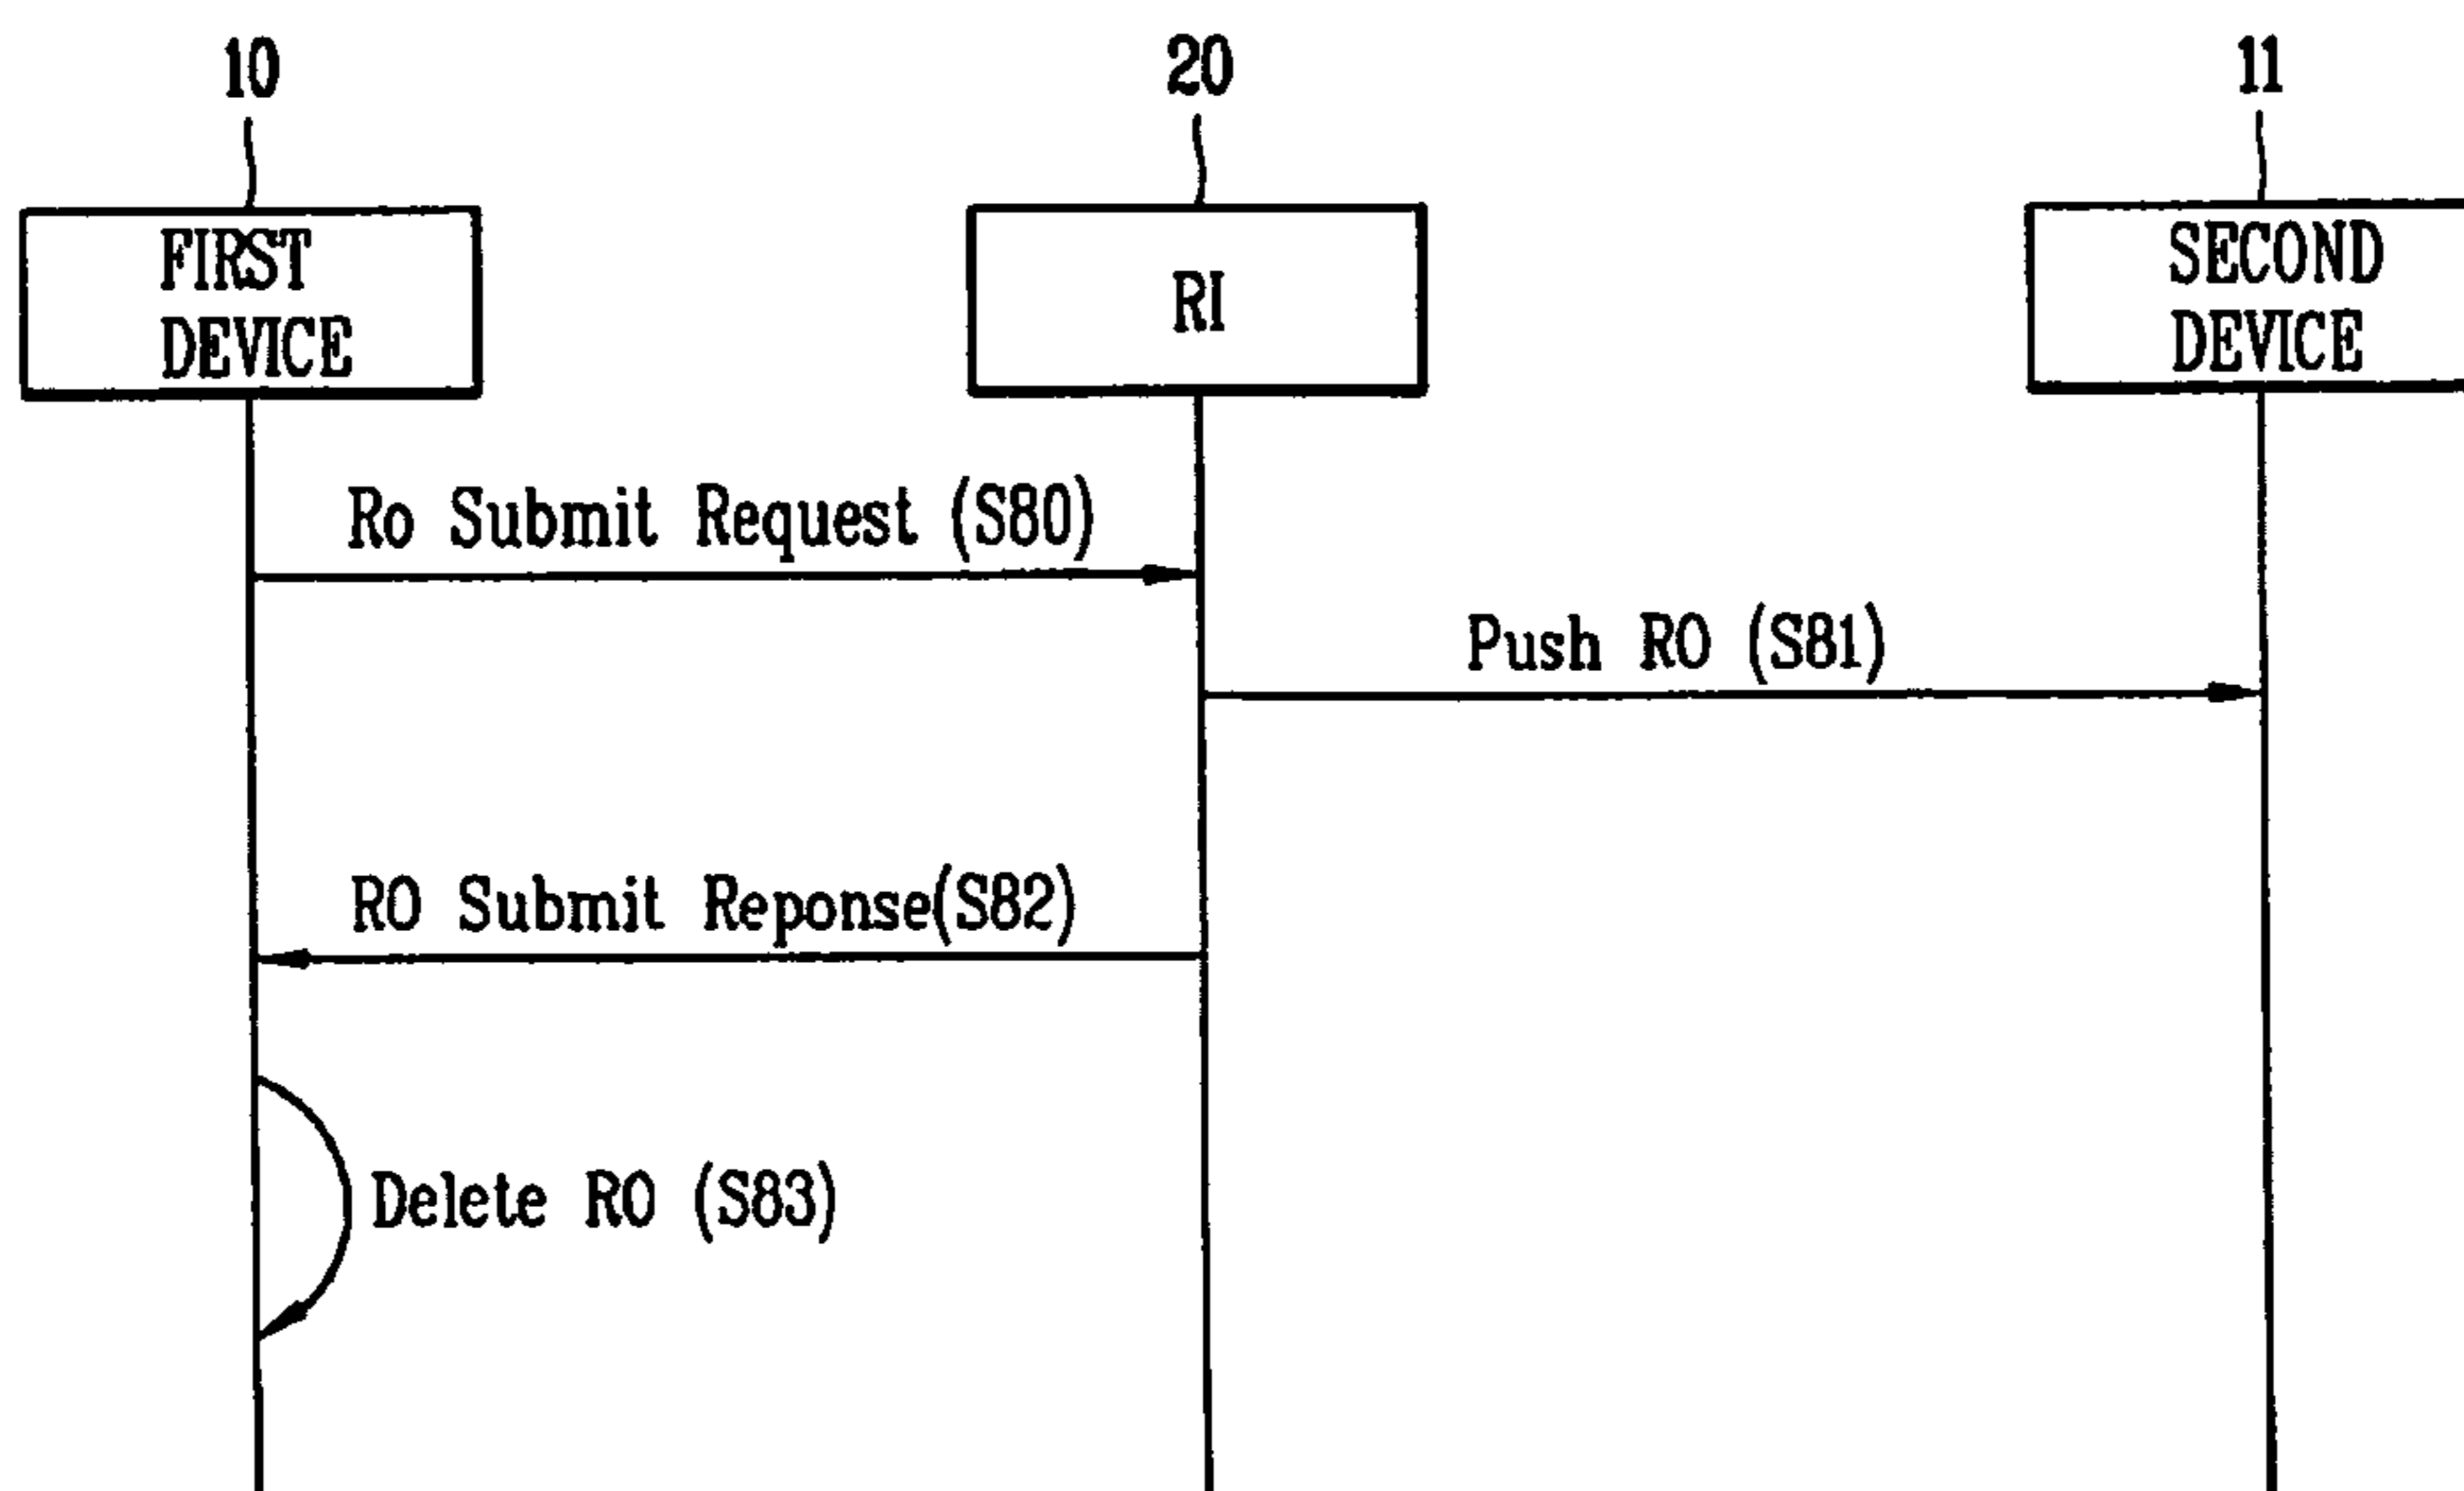 10
20
11
FIRST
DEVICE
RI
SECOND
DEVICE
Ro Submit Request (S80)
Push RO (S81)
RO Submit Reponse(S82)
Delete RO (S83)